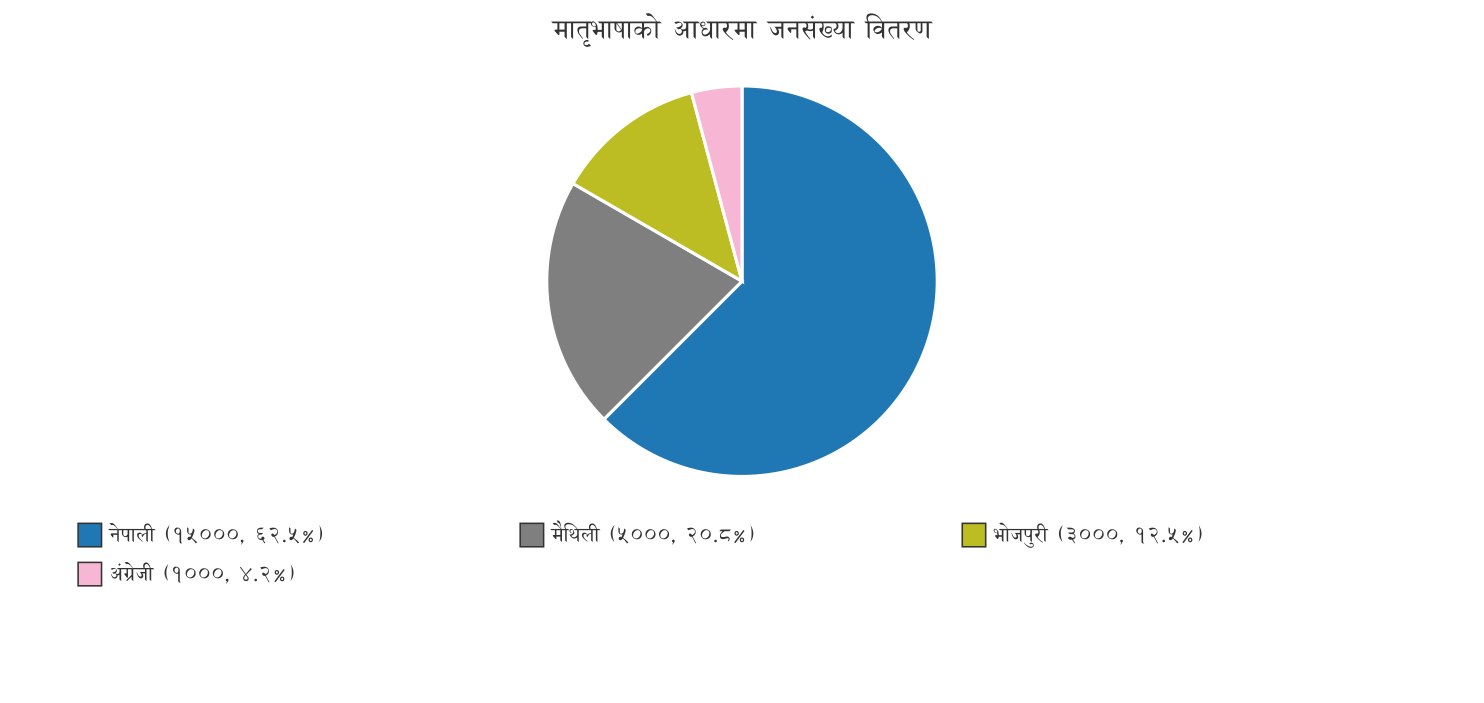 मातृभाषाको आधारमा जनसंख्या वितरण
नेपाली (१५०००, ६२.५%) मैथिली (५०००, २०.८%) भोजपुरी (३०००, १२.५%)
अंग्रेजी (१०००, ४.२%)